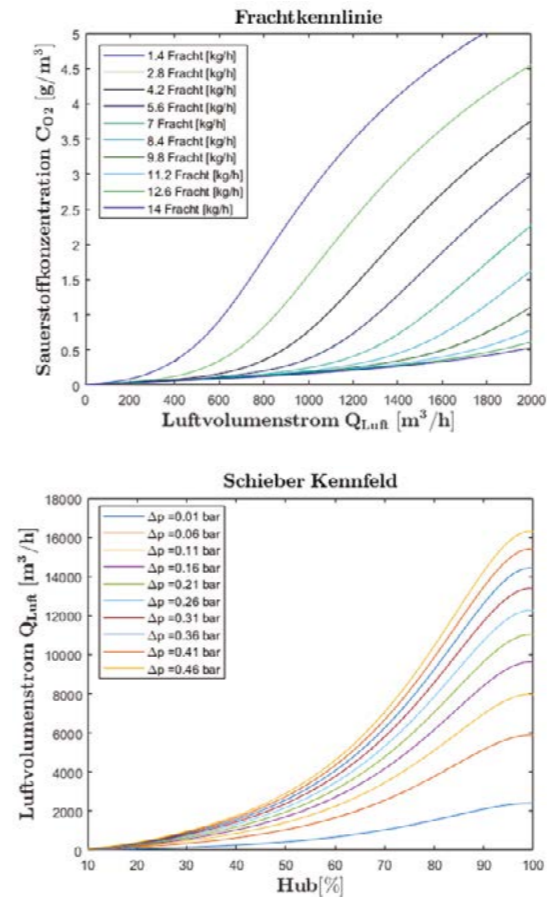 Frachtkennlinie
Sauerstoffkonzentration C_O2 [g/m³]
5
4.5
4
3.5
3
2.5
2
1.5
1
0.5
0
1.4 Fracht [kg/h]
2.8 Fracht [kg/h]
4.2 Fracht [kg/h]
5.6 Fracht [kg/h]
7 Fracht [kg/h]
8.4 Fracht [kg/h]
9.8 Fracht [kg/h]
11.2 Fracht [kg/h]
12.6 Fracht [kg/h]
14 Fracht [kg/h]
0 200 400 600 800 1000 1200 1400 1600 1800 2000
Luftvolumenstrom Q_Luft [m³/h]
Schieber Kennfeld
Luftvolumenstrom Q_Luft [m³/h]
18000
16000
14000
12000
10000
8000
6000
4000
2000
0
Δp =0.01 bar
Δp =0.06 bar
Δp =0.11 bar
Δp =0.16 bar
Δp =0.21 bar
Δp =0.26 bar
Δp =0.31 bar
Δp =0.36 bar
Δp =0.41 bar
Δp =0.46 bar
10 20 30 40 50 60 70 80 90 100
Hub[%]